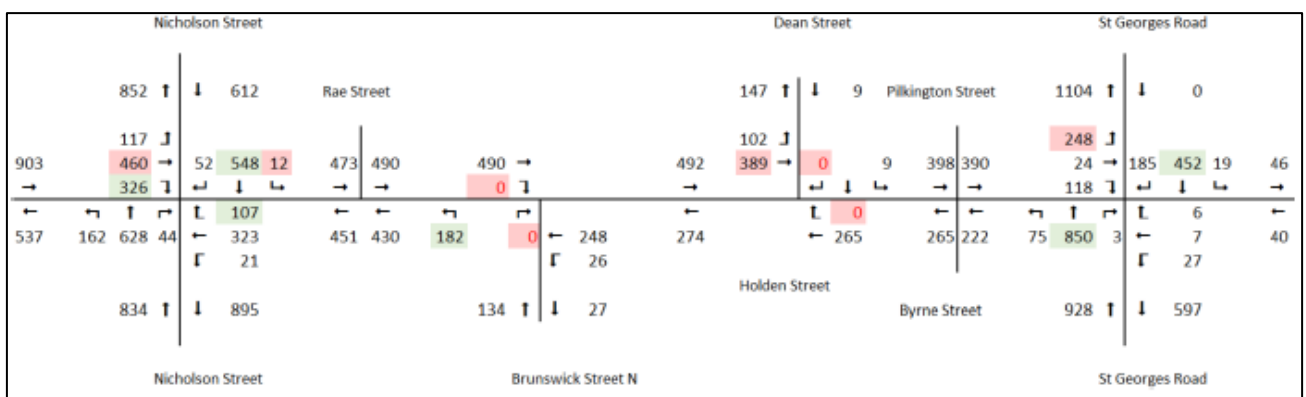 Nicholson Street Dean Street St Georges Road
852 ↑ ↓ 612 Rae Street 147 ↑ ↓ 9 Pilkington Street 1104 ↑ ↓ 0
117 102 248
903 460 → 52 548 12 473 490 490 → 492 389 → 0 9 398 390 24 → 185 452 19 46
→ 326 ↓ → → 0 → ↓ → → 118 ↓ →
← ↑ 107 ← ← ← 0 ← ← ↑ 6 ←
537 162 628 44 ← 323 451 430 182 0 ← 248 274 ← 265 265 222 75 850 3 ← 7 40
21 26 27
Holden Street
834 ↑ ↓ 895 134 ↑ ↓ 27 Byrne Street 928 ↑ ↓ 597
Nicholson Street Brunswick Street N St Georges Road